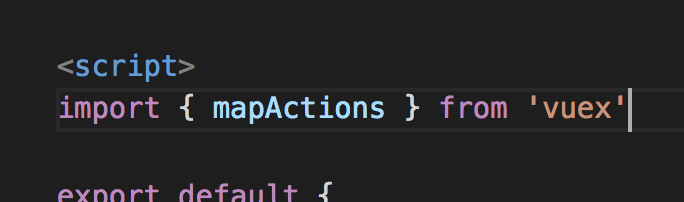 <script>
import { mapActions } from 'vuex'
export default {